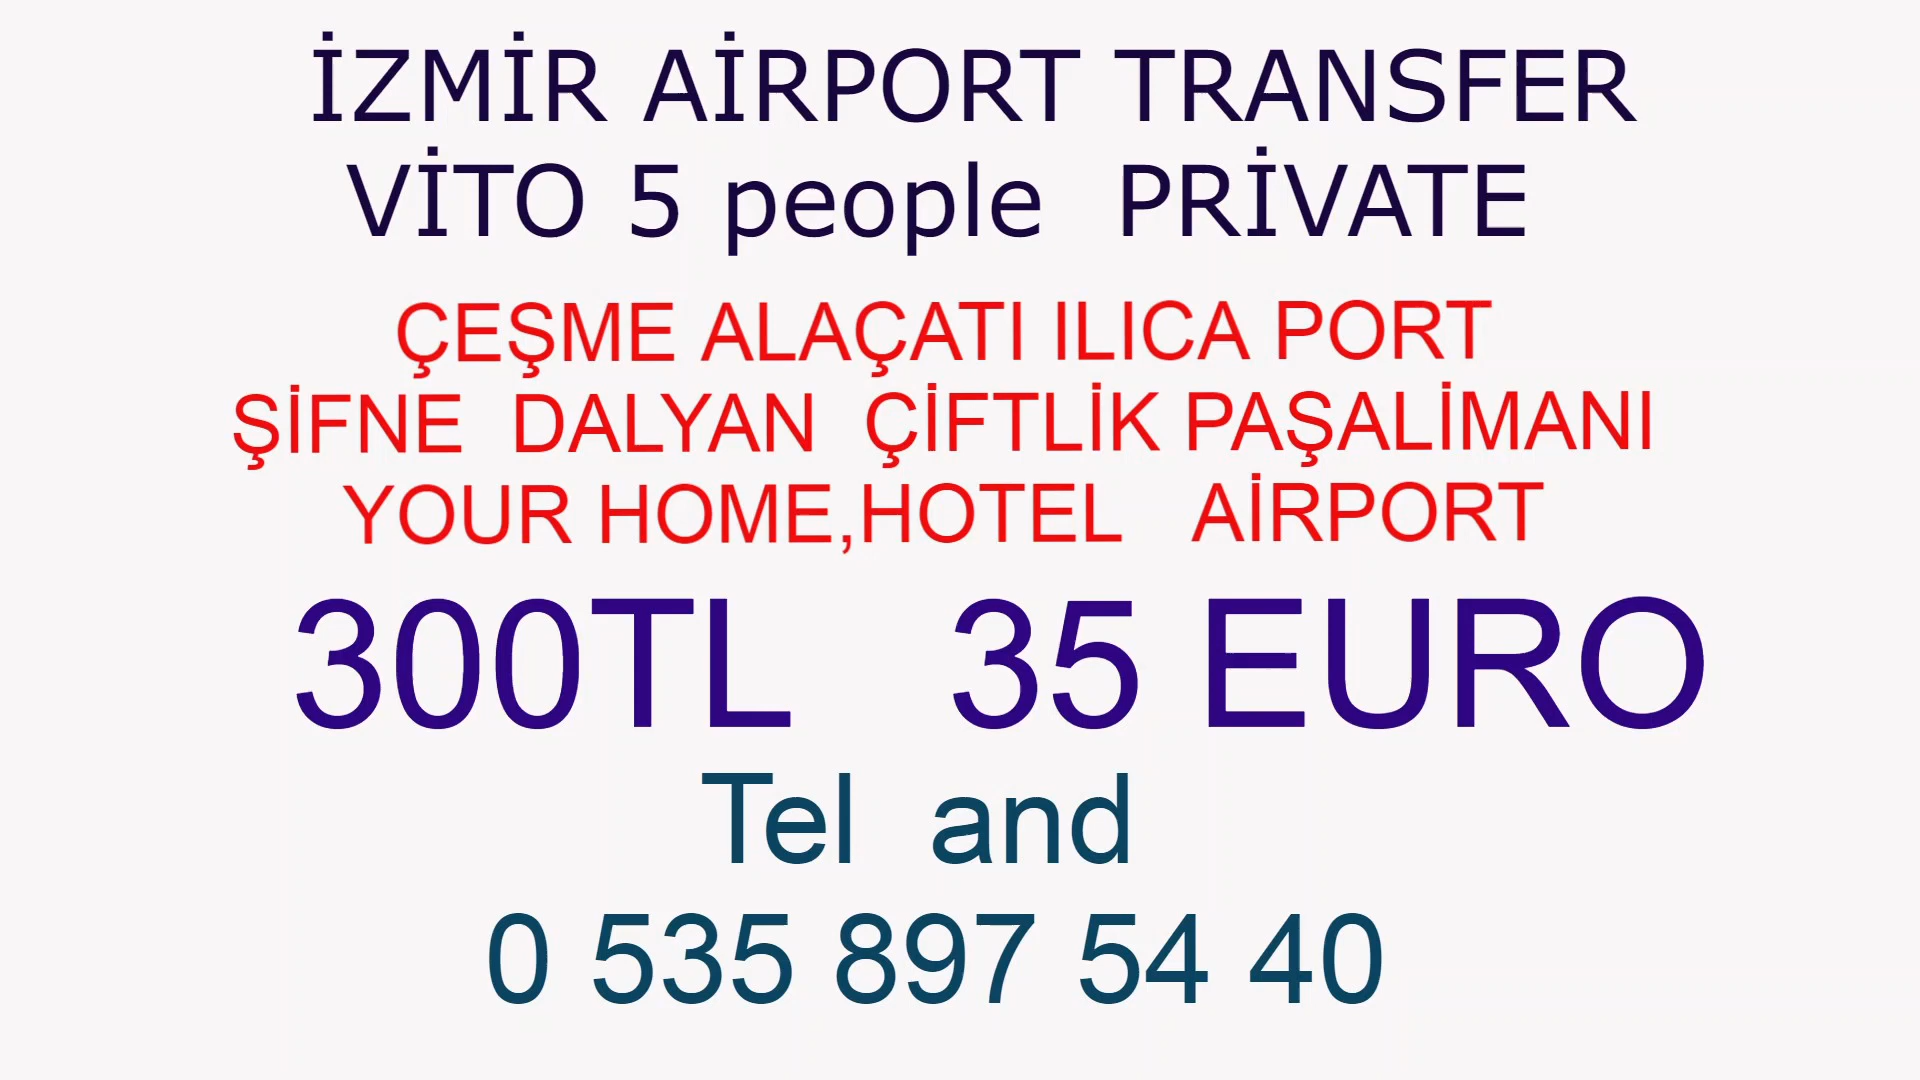 İZMİR AİRPORT TRANSFER
VİTO 5 people PRİVATE
ÇEŞME ALAÇATI ILICA PORT
ŞİFNE DALYAN ÇİFTLİK PAŞALİMANI
YOUR HOME,HOTEL AİRPORT
300TL 35 EURO
Tel and
0 535 897 54 40